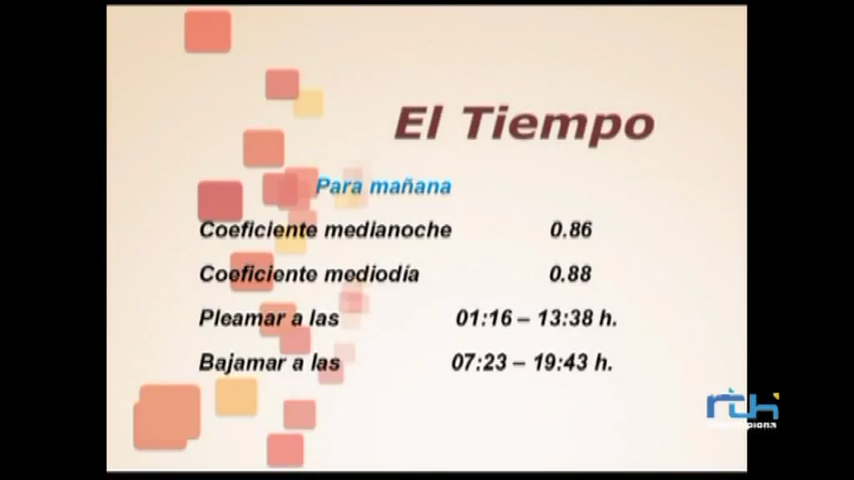 El Tiempo
Para mañana
Coeficiente medianoche 0.86
Coeficiente mediodía 0.88
Pleamar a las 01:16 – 13:38 h.
Bajamar a las 07:23 – 19:43 h.
rtch